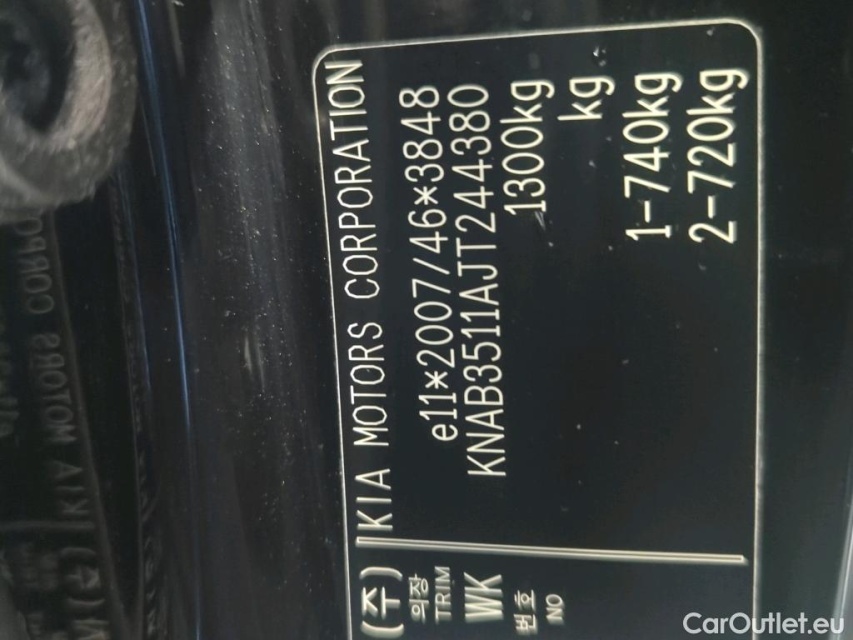 (주) KIA MOTORS CORPORATION
e11*2007/46*3848
KNAB3511AJT244380
1300kg
kg
1-740kg
2-720kg
의장
TRIM
WK
번호
NO
CarOutlet.eu